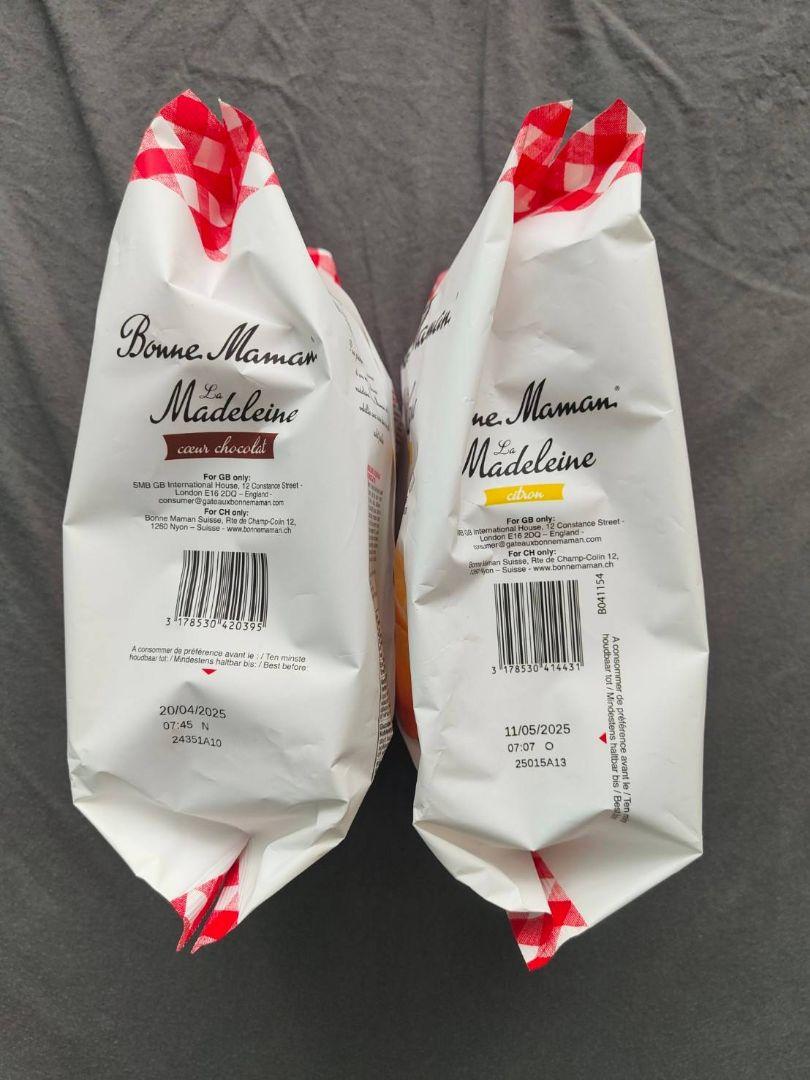 Bonne Maman
La
Madeleine
cœur chocolat
For GB only:
SMB GB International House, 12 Constance Street -
London E16 2DQ – England -
consumer@gateauxbonnemaman.com
For CH only:
Bonne Maman Suisse, Rte de Champ-Colin 12,
1260 Nyon – Suisse - www.bonnemaman.ch
3 178530 420395
A consommer de préférence avant le : / Ten minste
houdbaar tot : / Mindestens haltbar bis: / Best before:
20/04/2025
07:45 N
24351A10
ne Maman®
La
Madeleine
citron
For GB only:
GB International House, 12 Constance Street -
London E16 2DQ – England -
consumer@gateauxbonnemaman.com
For CH only:
Bonne Maman Suisse, Rte de Champ-Colin 12,
1260 Nyon – Suisse - www.bonnemaman.ch
3 178530 414431
B041154
A consommer de préférence avant le / Ten
houdbaar tot / Mindestens haltbar bis / Best
11/05/2025
07:07 O
25015A13